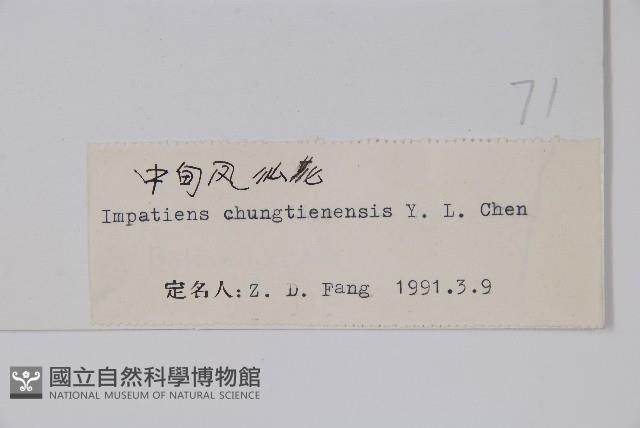 71
中甸凤仙花
Impatiens chungtienensis Y. L. Chen
定名人: Z. D. Fang 1991.3.9
國立自然科學博物館
NATIONAL MUSEUM OF NATURAL SCIENCE